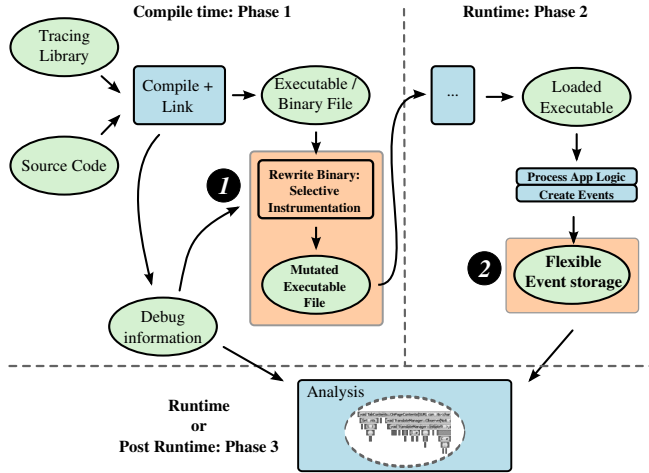 Compile time: Phase 1
Runtime: Phase 2
Tracing
Library
Compile +
Link
Executable /
Binary File
...
Loaded
Executable
Source Code
1
Rewrite Binary:
Selective
Instrumentation
Process App Logic
Create Events
Mutated
Executable
File
2
Flexible
Event storage
Debug
information
Runtime
or
Post Runtime: Phase 3
Analysis